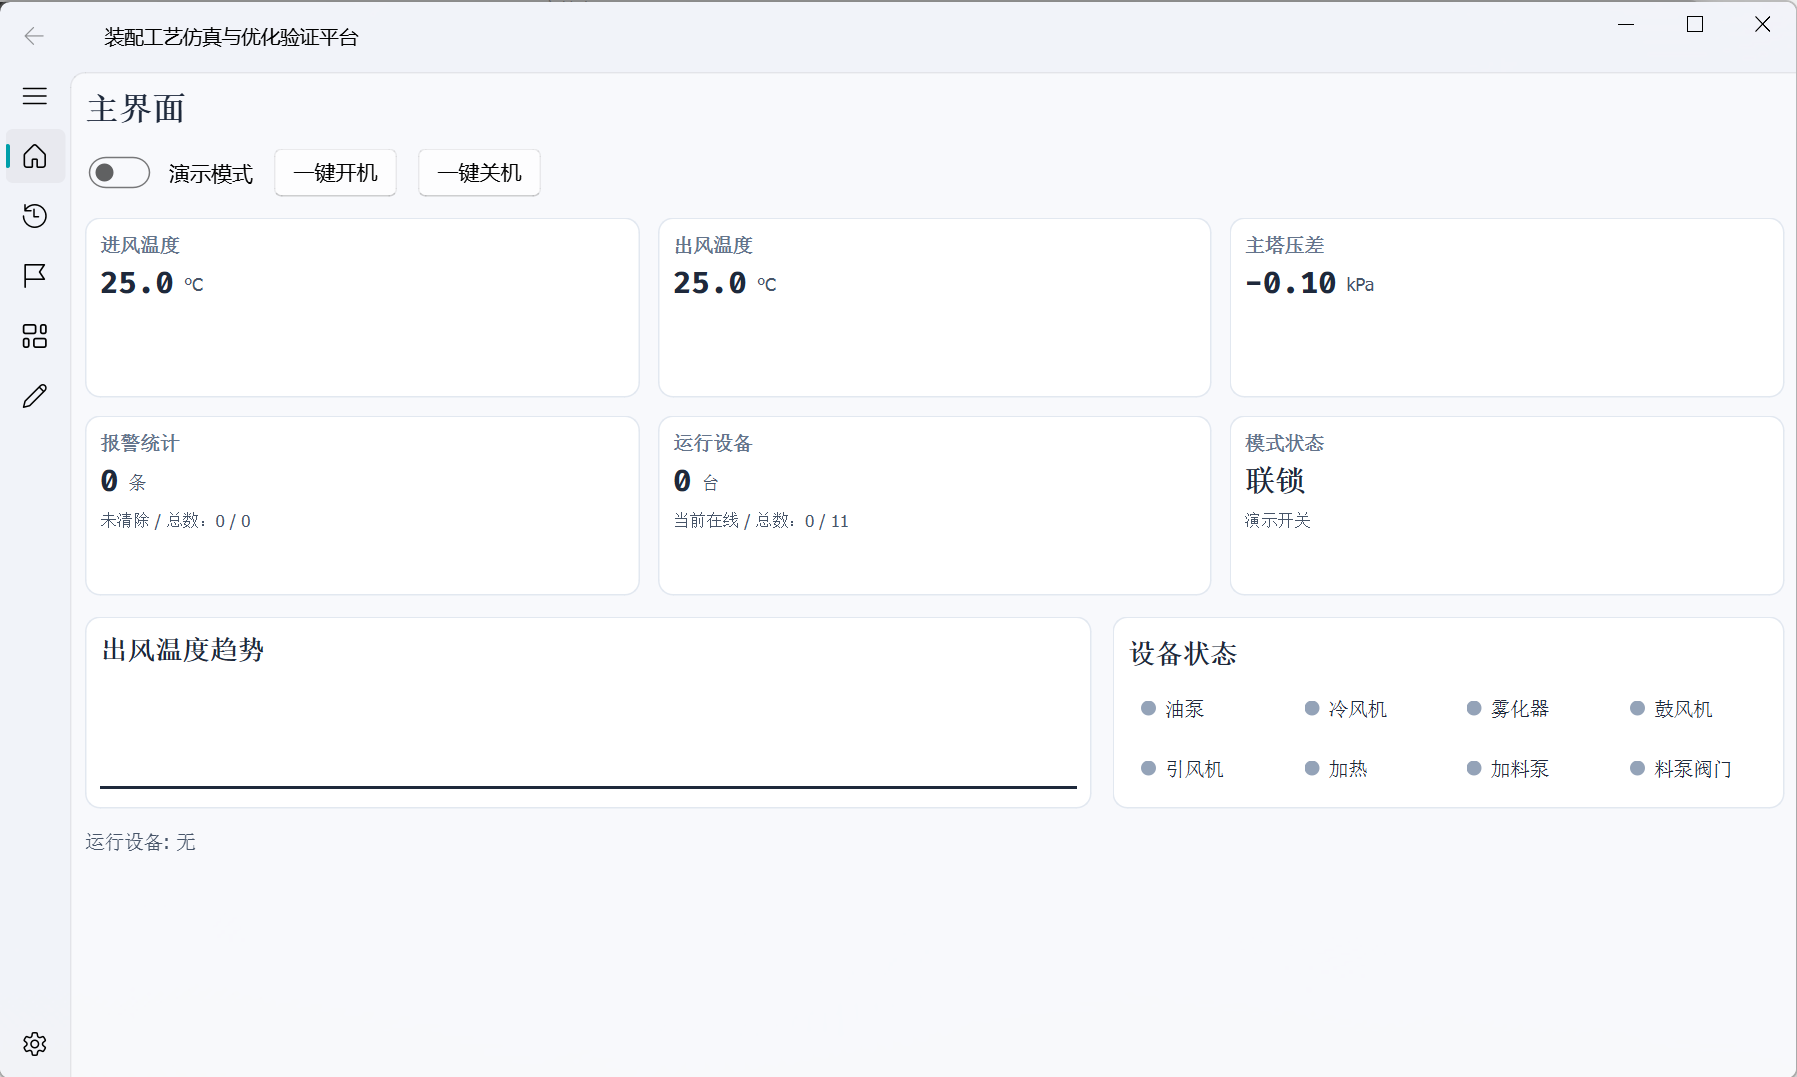 装配工艺仿真与优化验证平台
主界面
演示模式 一键开机 一键关机
进风温度
25.0 ℃
出风温度
25.0 ℃
主塔压差
-0.10 kPa
报警统计
0 条
未清除 / 总数：0 / 0
运行设备
0 台
当前在线 / 总数：0 / 11
模式状态
联锁
演示开关
出风温度趋势
设备状态
油泵 冷风机 雾化器 鼓风机
引风机 加热 加料泵 料泵阀门
运行设备: 无